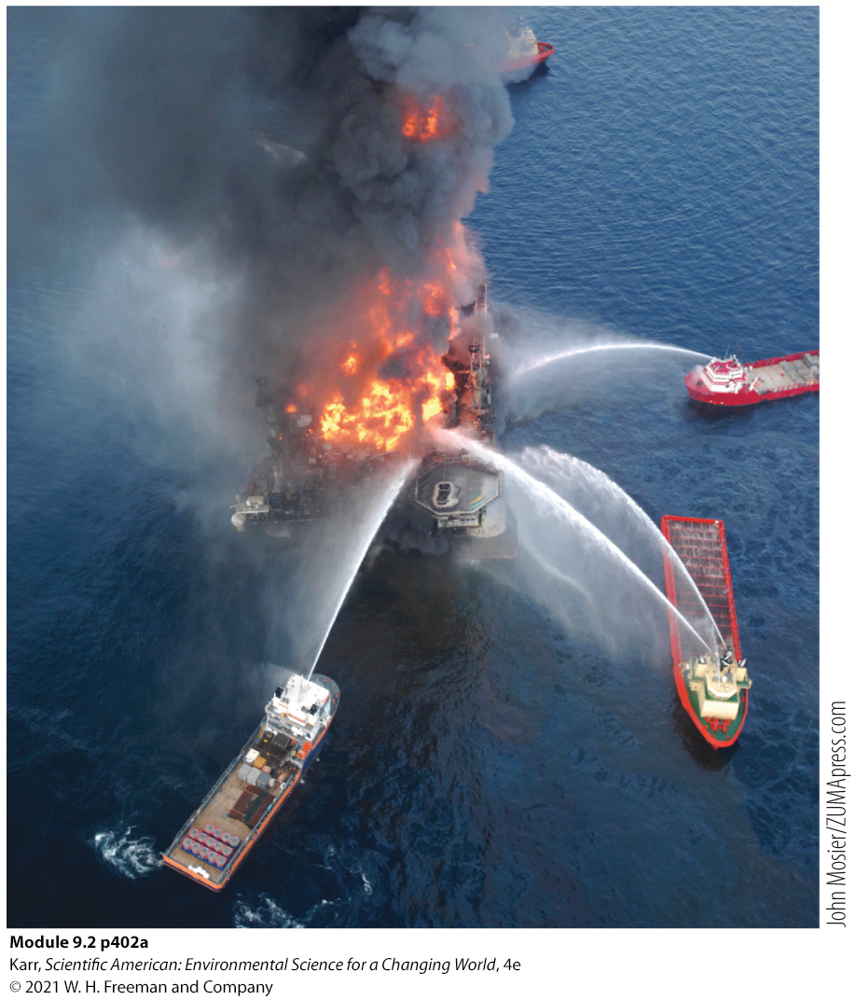 John Mosier/ZUMApress.com
Module 9.2 p402a
Karr, Scientific American: Environmental Science for a Changing World, 4e
© 2021 W. H. Freeman and Company